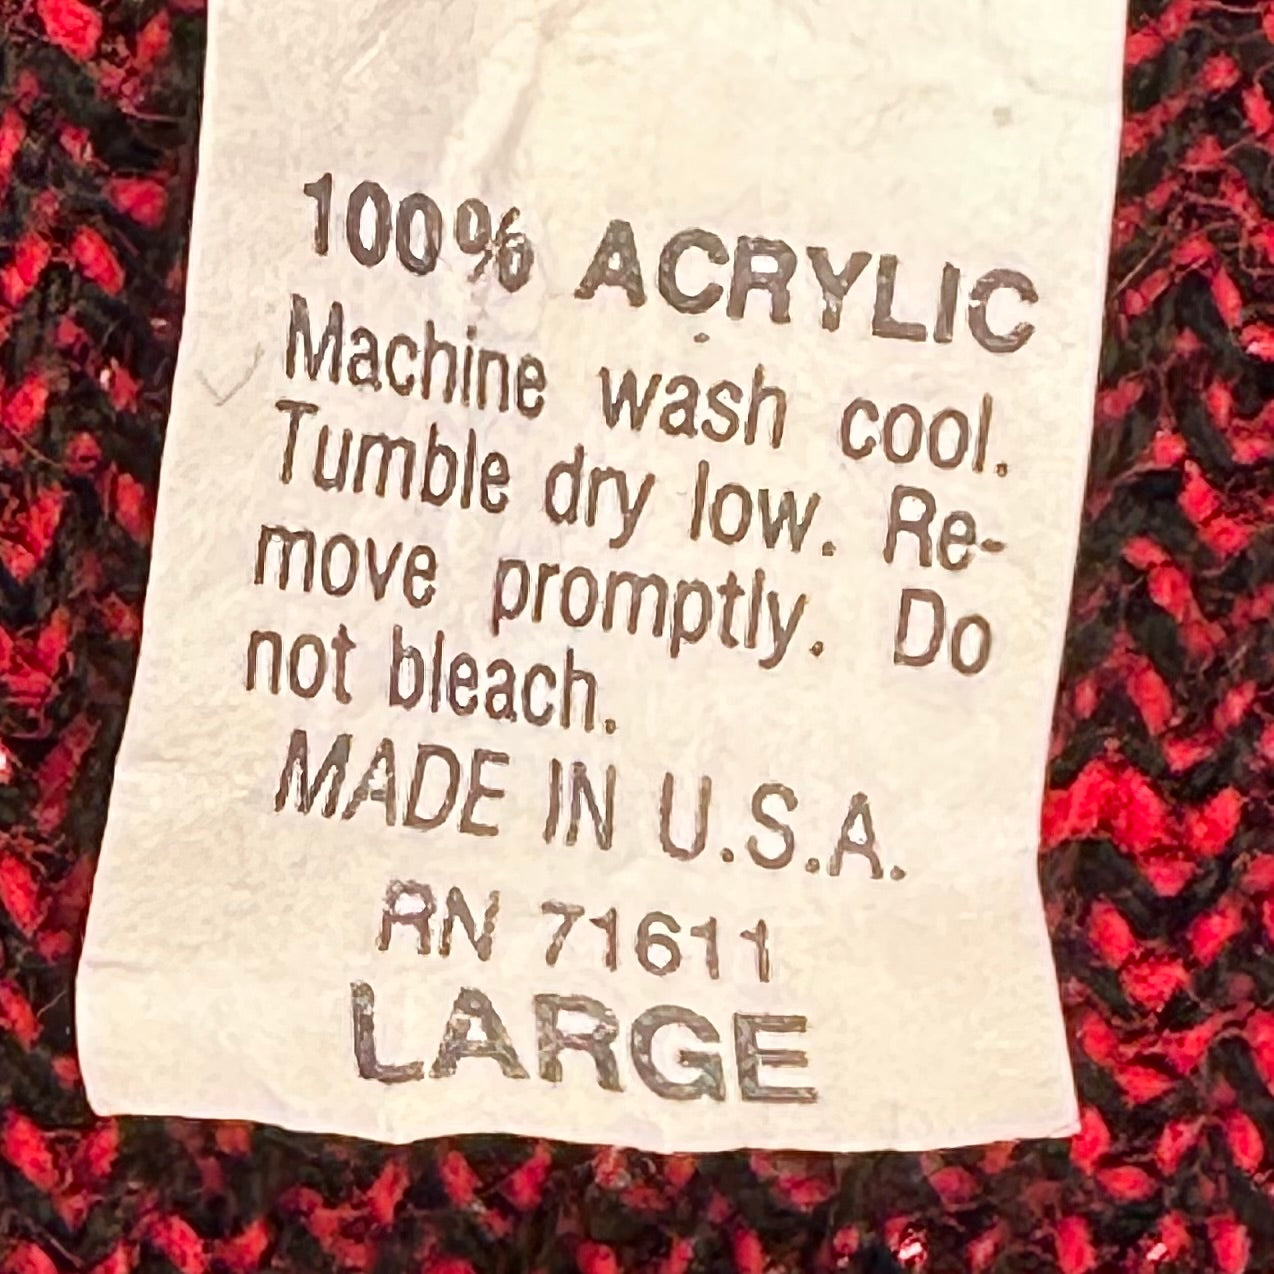 100% ACRYLIC
Machine wash cool.
Tumble dry low. Re-
move promptly. Do
not bleach.
MADE IN U.S.A.
RN 71611
LARGE